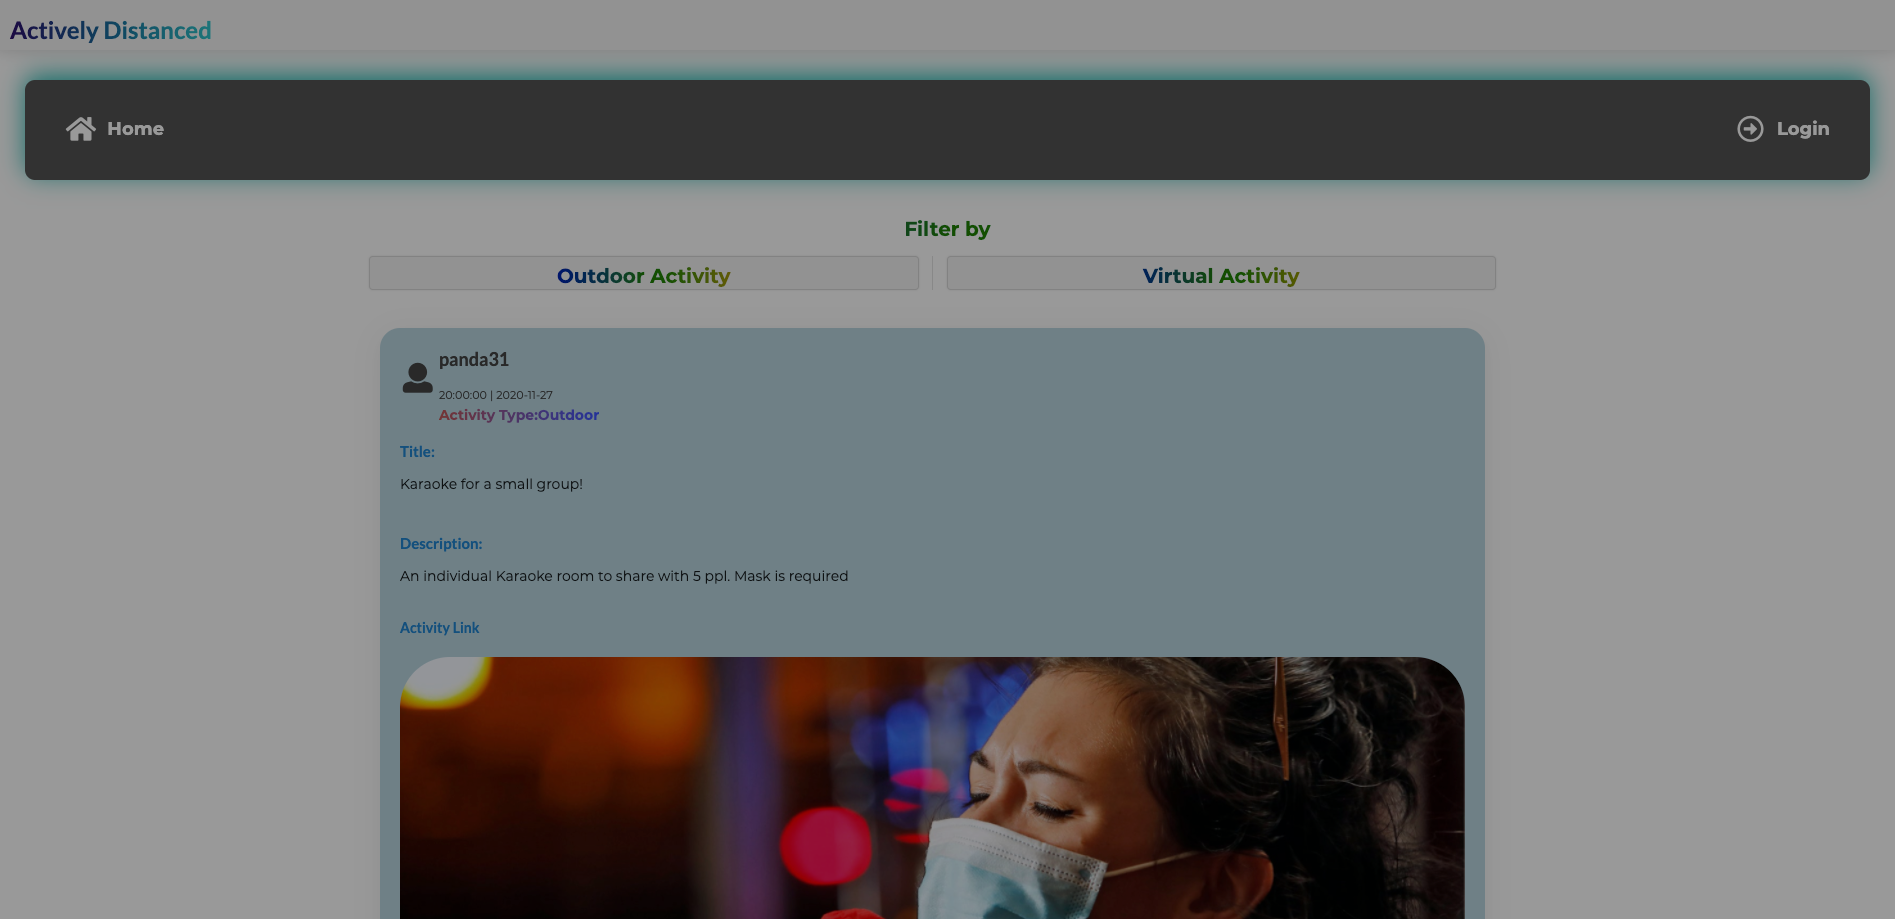 Actively Distanced
Home
Login
Filter by
Outdoor Activity
Virtual Activity
panda31
20:00:00 | 2020-11-27
Activity Type:Outdoor
Title:
Karaoke for a small group!
Description:
An individual Karaoke room to share with 5 ppl. Mask is required
Activity Link